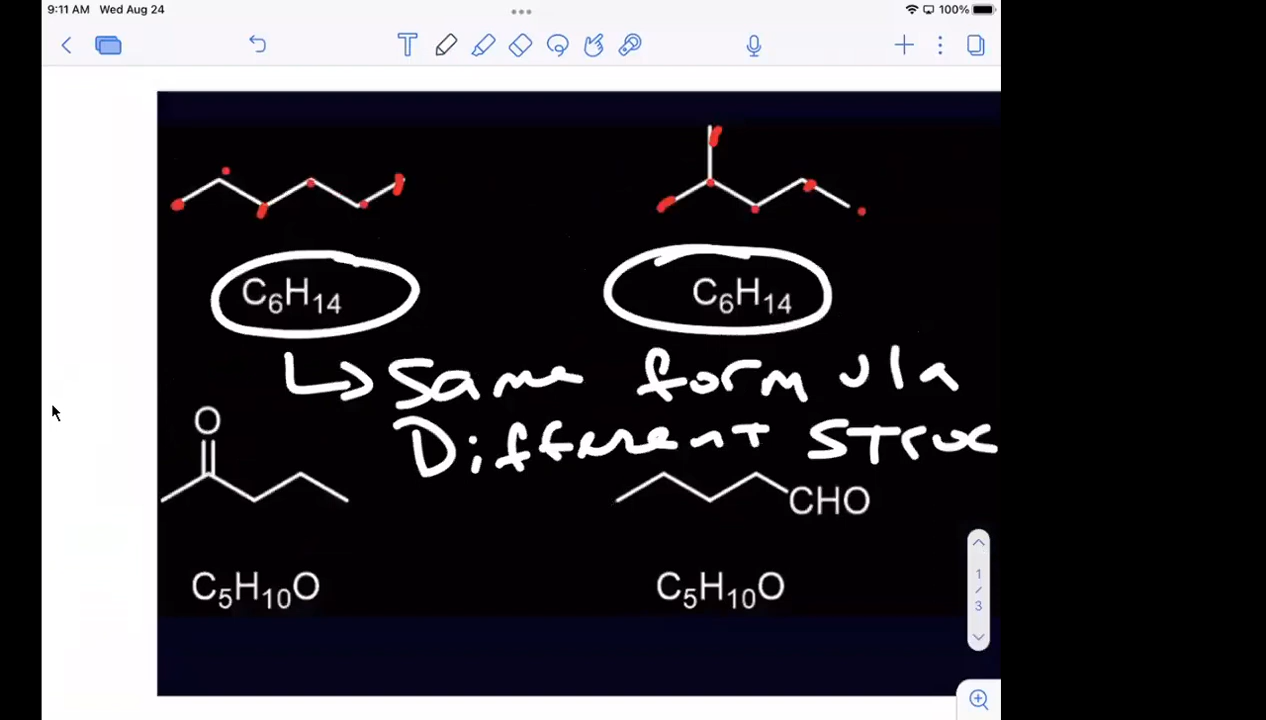 9:11 AM Wed Aug 24
100%
T
C₆H₁₄ C₆H₁₄
Same formula
Different Struc
O
CHO
C₅H₁₀O C₅H₁₀O
1
/
3